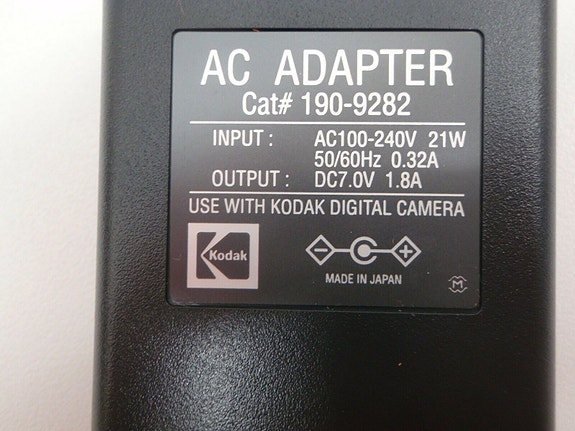 AC ADAPTER
Cat# 190-9282
INPUT : AC100-240V 21W
50/60Hz 0.32A
OUTPUT : DC7.0V 1.8A
USE WITH KODAK DIGITAL CAMERA
Kodak
MADE IN JAPAN
M